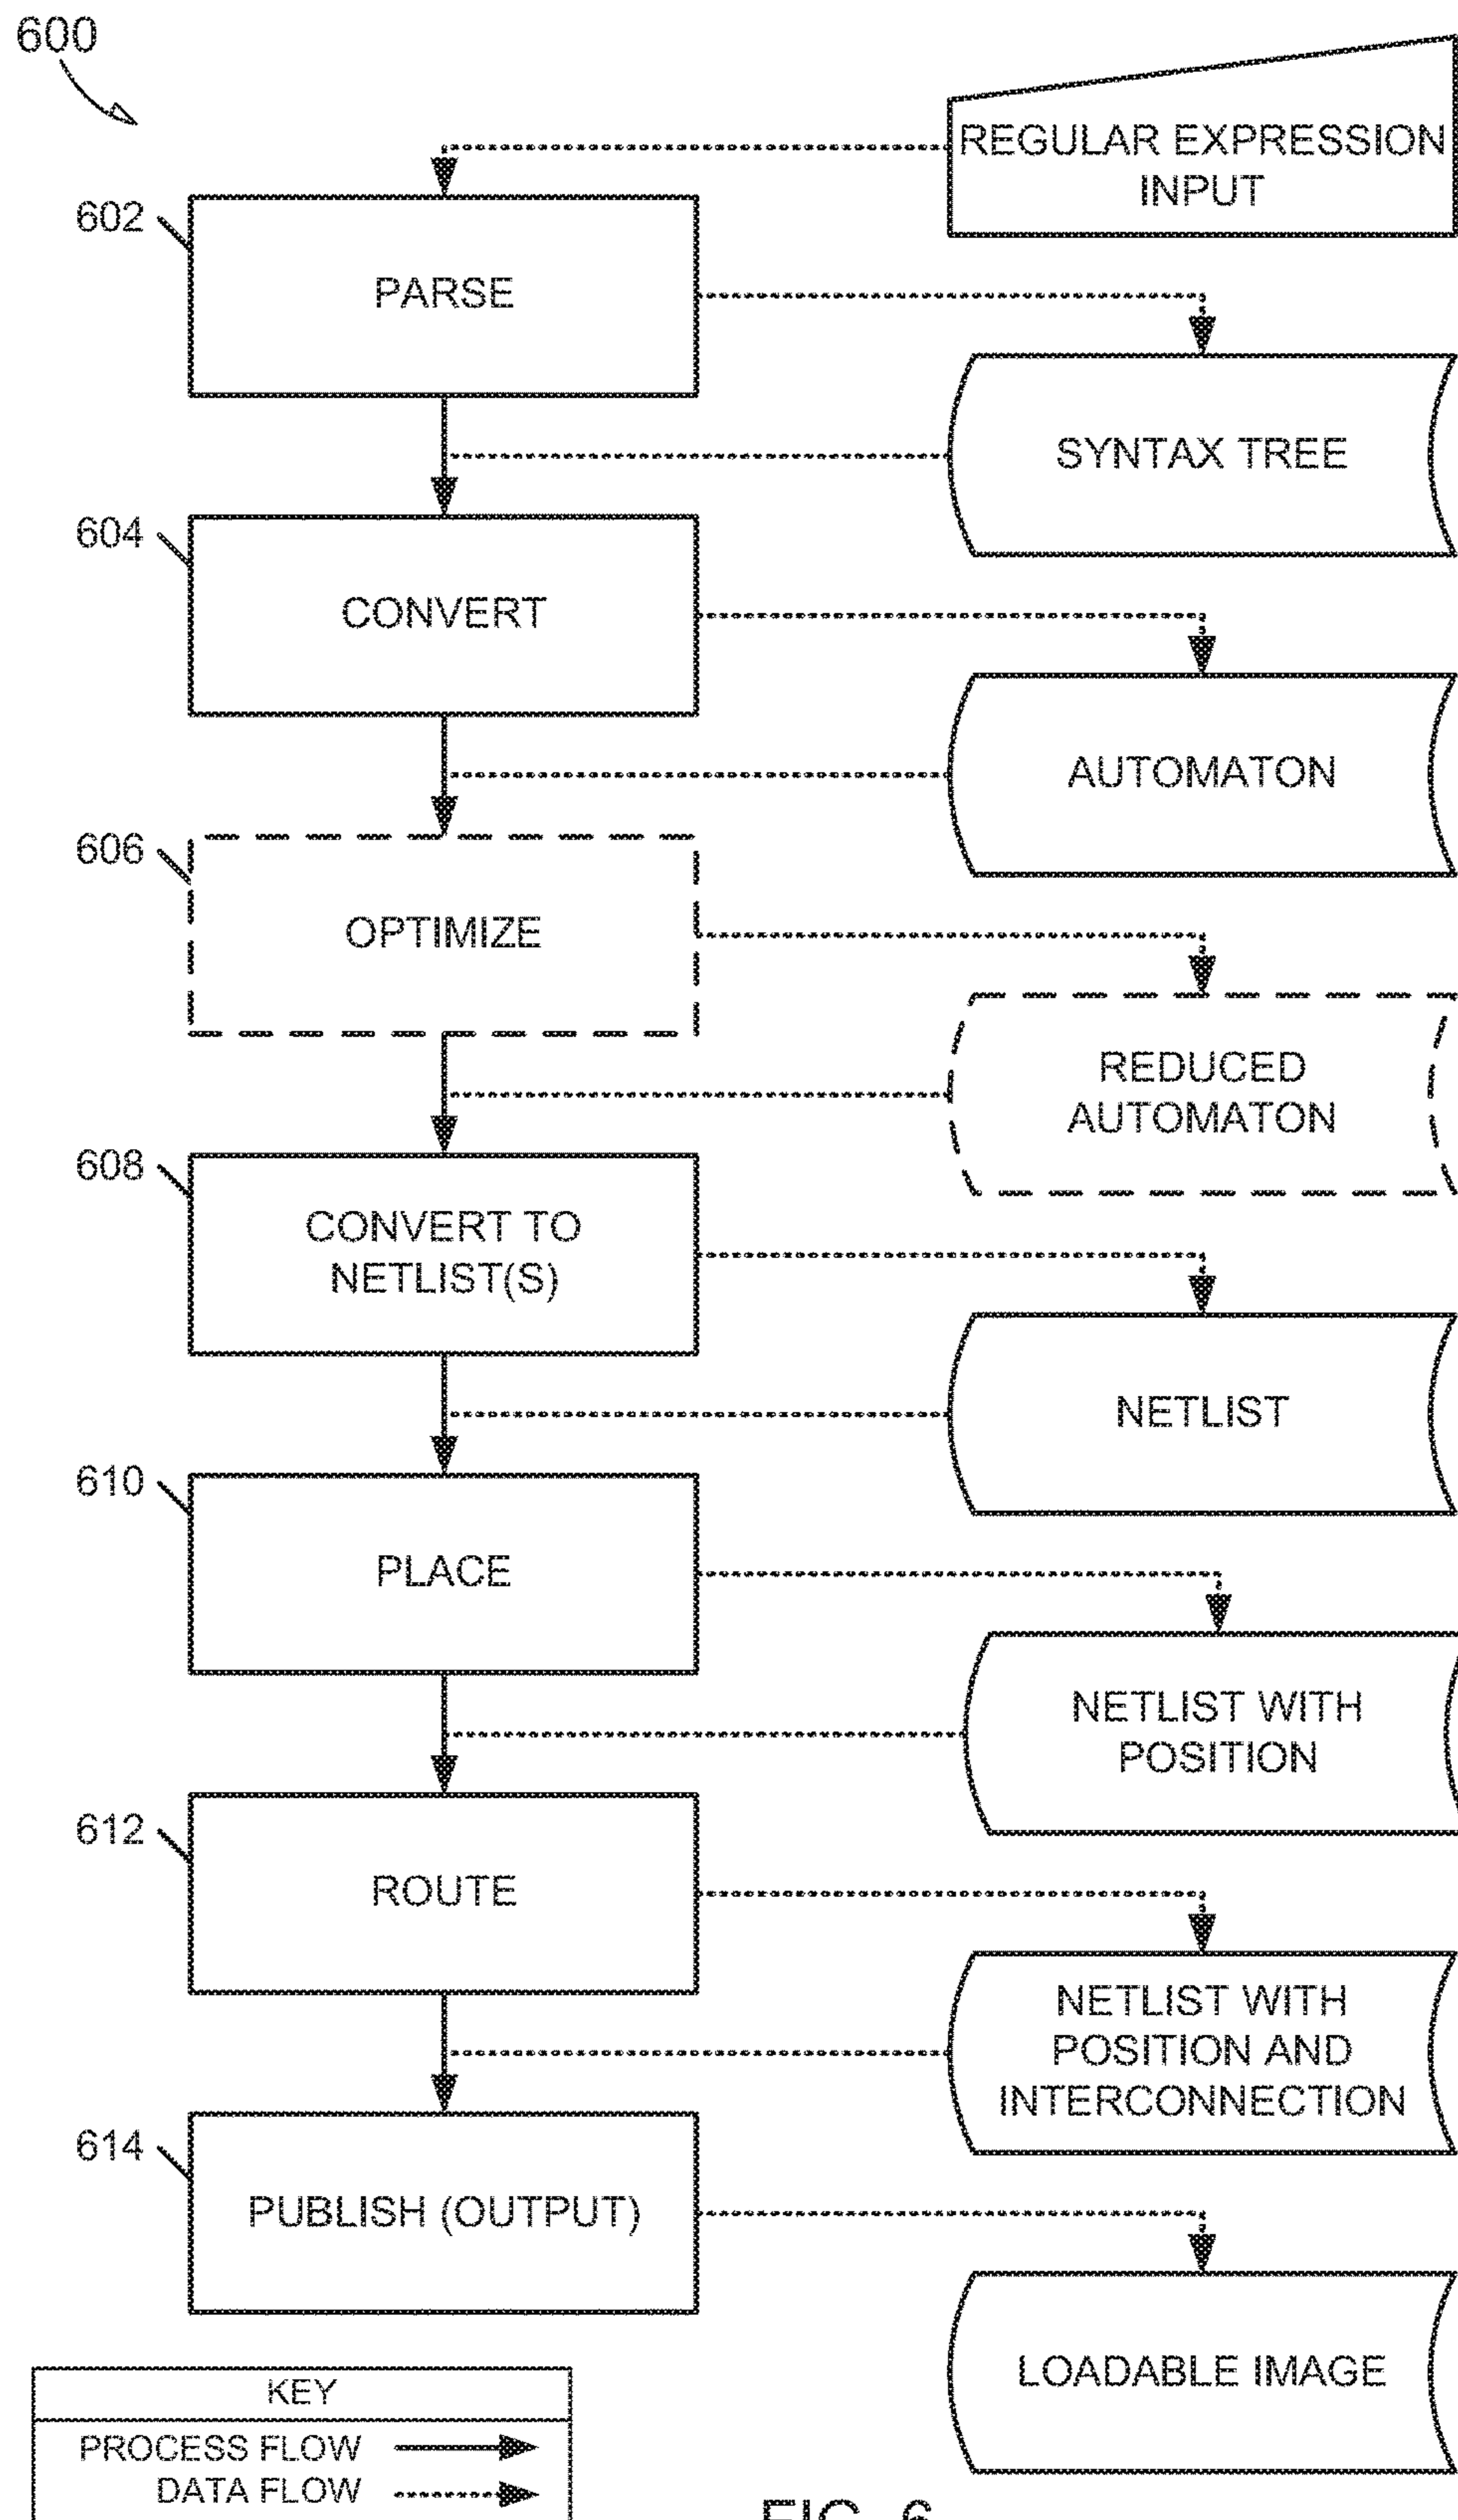 600
REGULAR EXPRESSION
INPUT
602
PARSE
SYNTAX TREE
604
CONVERT
AUTOMATON
606
OPTIMIZE
REDUCED
AUTOMATON
608
CONVERT TO
NETLIST(S)
NETLIST
610
PLACE
NETLIST WITH
POSITION
612
ROUTE
NETLIST WITH
POSITION AND
INTERCONNECTION
614
PUBLISH (OUTPUT)
LOADABLE IMAGE
KEY
PROCESS FLOW
DATA FLOW
FIG. 6